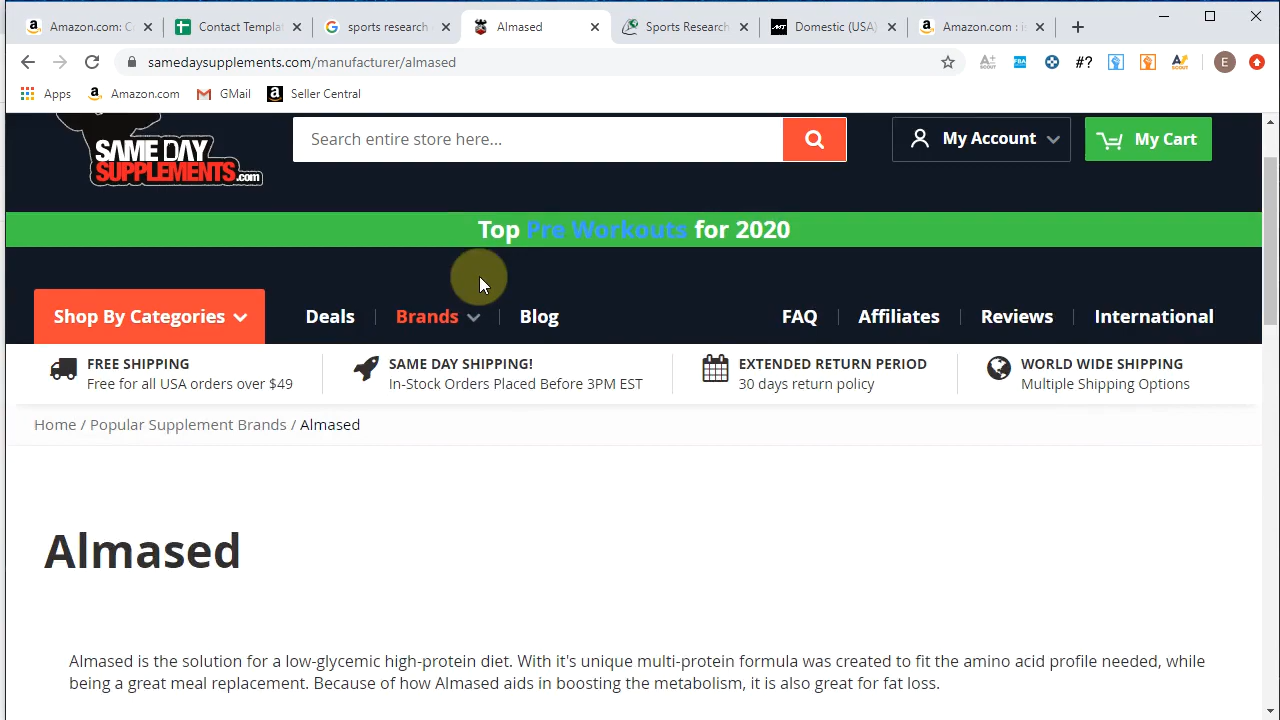 Amazon.com: C
Contact Templat
sports research
Almased
Sports Research
Domestic (USA)
Amazon.com : i
samedaysupplements.com/manufacturer/almased
SCOUT
FBA
#?
E
Apps
Amazon.com
GMail
Seller Central
SAME DAY
SUPPLEMENTS.com
Search entire store here...
My Account
My Cart
Top Pre Workouts for 2020
Shop By Categories
Deals
Brands
Blog
FAQ
Affiliates
Reviews
International
FREE SHIPPING
Free for all USA orders over $49
SAME DAY SHIPPING!
In-Stock Orders Placed Before 3PM EST
EXTENDED RETURN PERIOD
30 days return policy
WORLD WIDE SHIPPING
Multiple Shipping Options
Home / Popular Supplement Brands / Almased
Almased
Almased is the solution for a low-glycemic high-protein diet. With it's unique multi-protein formula was created to fit the amino acid profile needed, while
being a great meal replacement. Because of how Almased aids in boosting the metabolism, it is also great for fat loss.